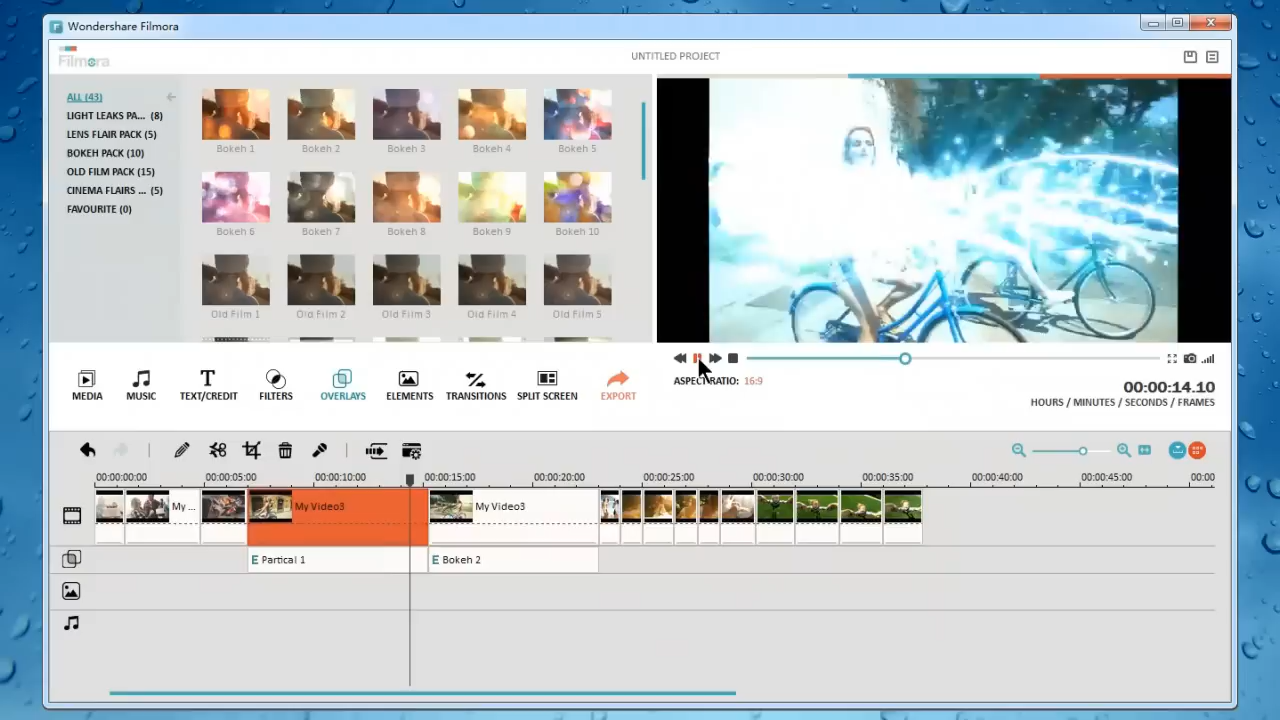 Wondershare Filmora
Filmora
UNTITLED PROJECT
ALL (43)
LIGHT LEAKS PA... (8)
LENS FLAIR PACK (5)
BOKEH PACK (10)
OLD FILM PACK (15)
CINEMA FLAIRS ... (5)
FAVOURITE (0)
Bokeh 1 Bokeh 2 Bokeh 3 Bokeh 4 Bokeh 5
Bokeh 6 Bokeh 7 Bokeh 8 Bokeh 9 Bokeh 10
Old Film 1 Old Film 2 Old Film 3 Old Film 4 Old Film 5
ASPECT RATIO: 16:9
00:00:14.10
HOURS / MINUTES / SECONDS / FRAMES
MEDIA MUSIC TEXT/CREDIT FILTERS OVERLAYS ELEMENTS TRANSITIONS SPLIT SCREEN EXPORT
00:00:00:00 00:00:05:00 00:00:10:00 00:00:15:00 00:00:20:00 00:00:25:00 00:00:30:00 00:00:35:00 00:00:40:00 00:00:45:00 00:00
My ... My Video3 My Video3
E Partical 1 E Bokeh 2